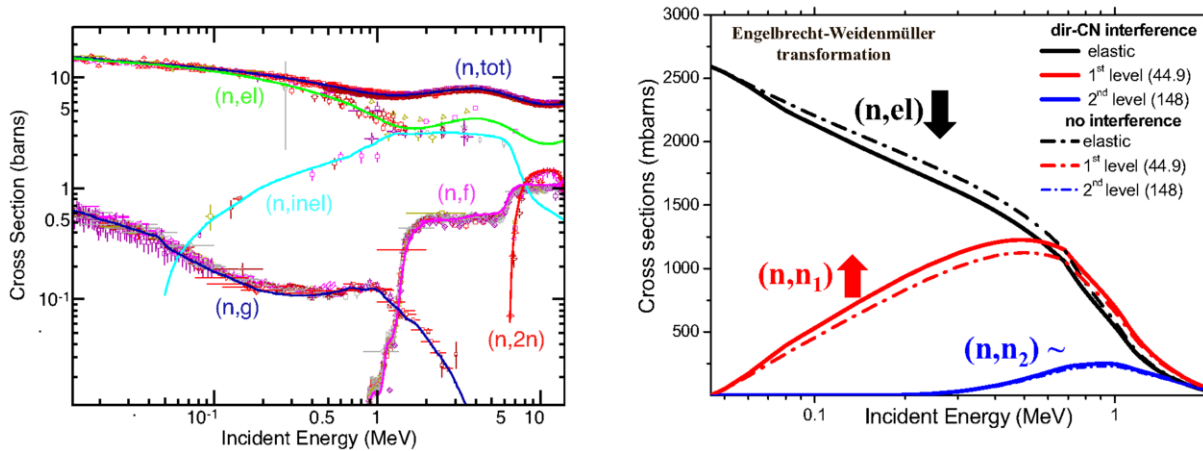 Cross Section (barns)
10
5
1
0.5
10-1
(n,tot)
(n,el)
(n,inel)
(n,f)
(n,g)
(n,2n)
10-1
0.5
1
5
10
Incident Energy (MeV)
Cross sections (mbarns)
3000
2500
2000
1500
1000
500
Engelbrecht-Weidenmüller
transformation
dir-CN interference
elastic
1st level (44.9)
2nd level (148)
no interference
elastic
1st level (44.9)
2nd level (148)
(n,el)
(n,n1)
(n,n2) ~
0.1
1
Incident Energy (MeV)